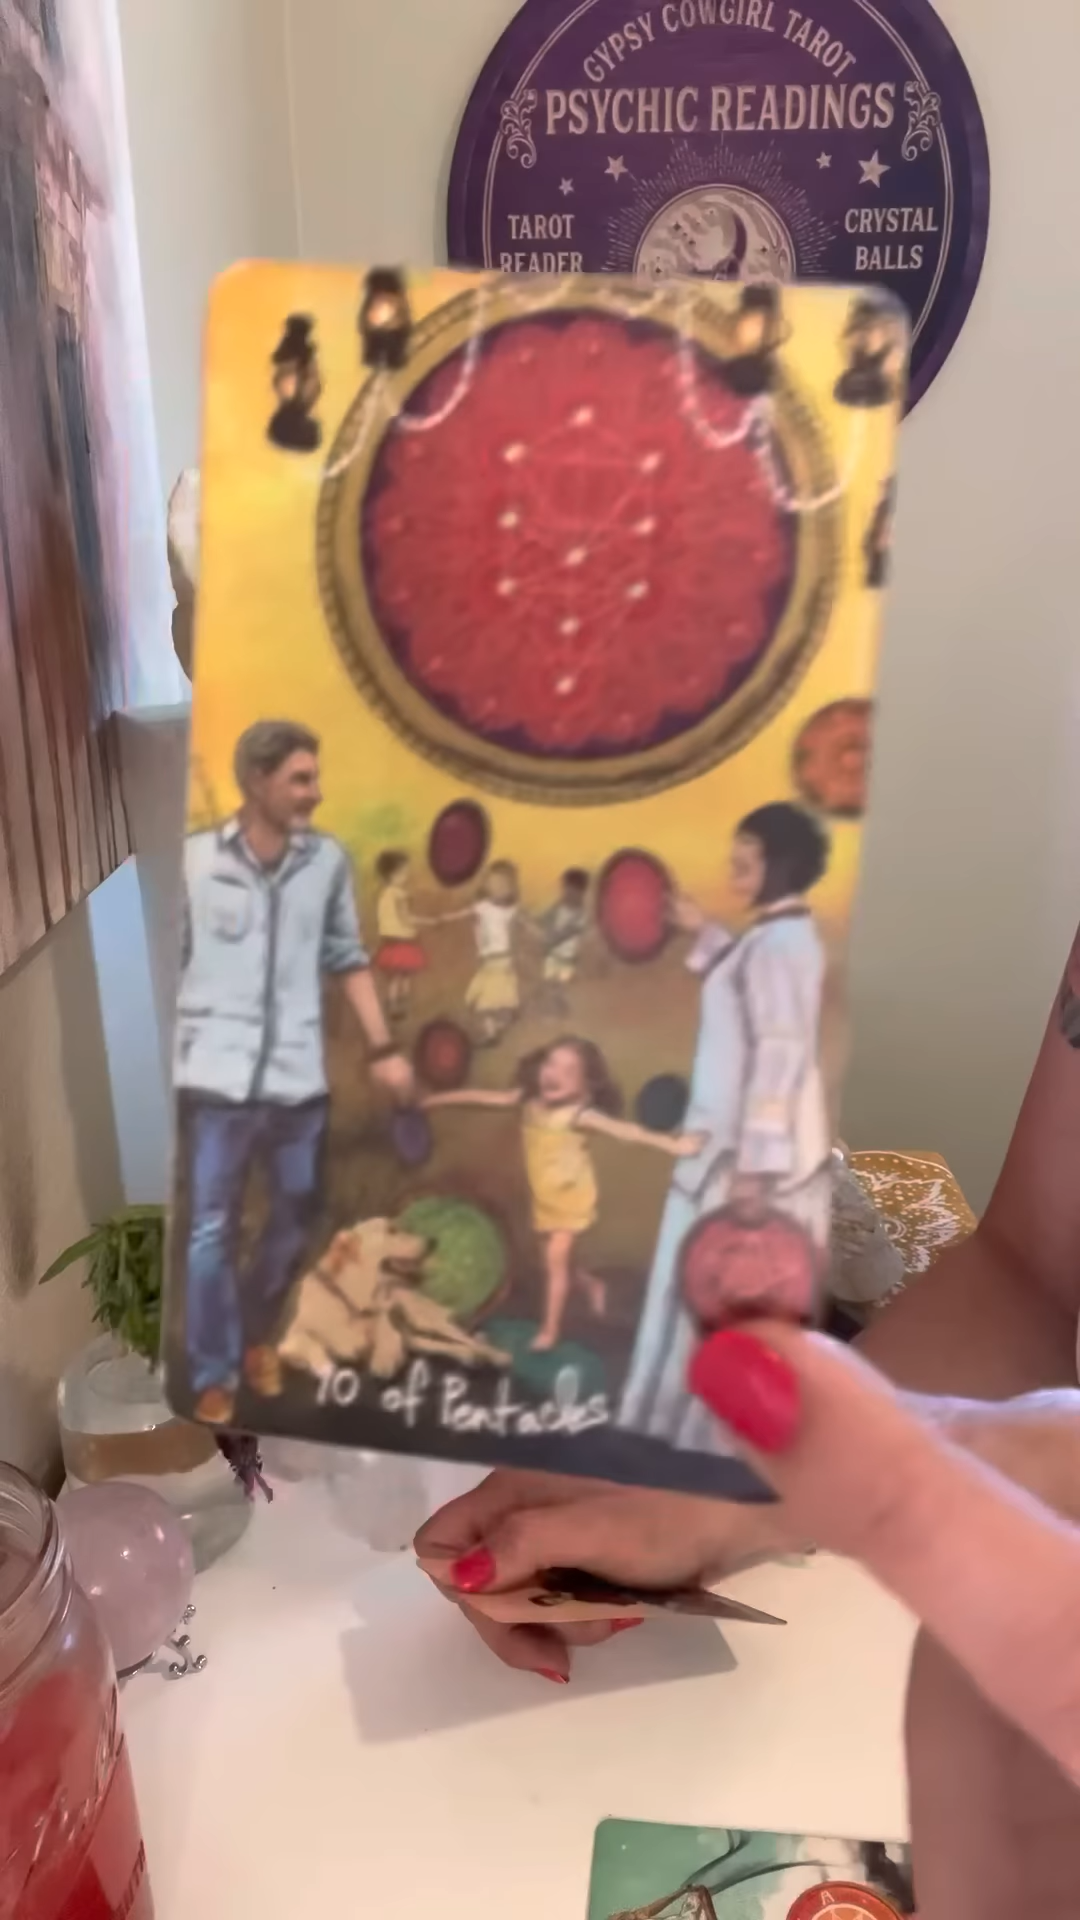 GYPSY COWGIRL TAROT
PSYCHIC READINGS
TAROT
READER
CRYSTAL
BALLS
10 of Pentacles